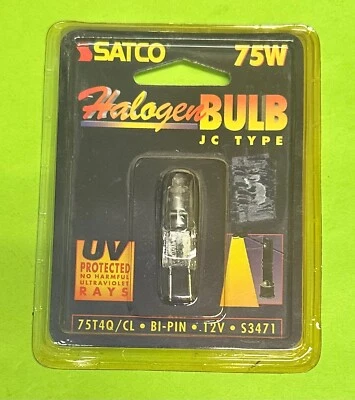 SATCO 75W
Halogen BULB
JC TYPE
UV
PROTECTED
NO HARMFUL
ULTRAVIOLET
RAYS
75T4Q/CL • BI-PIN • 12V • S3471